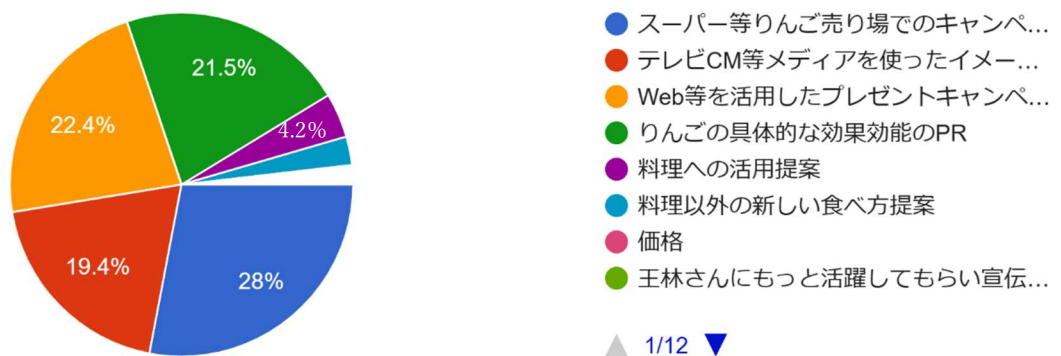 21.5%
4.2%
22.4%
19.4%
28%
スーパー等りんご売り場でのキャンペ...
テレビCM等メディアを使ったイメー...
Web等を活用したプレゼントキャンペ...
りんごの具体的な効果効能のPR
料理への活用提案
料理以外の新しい食べ方提案
価格
王林さんにもっと活躍してもらい宣伝...
1/12